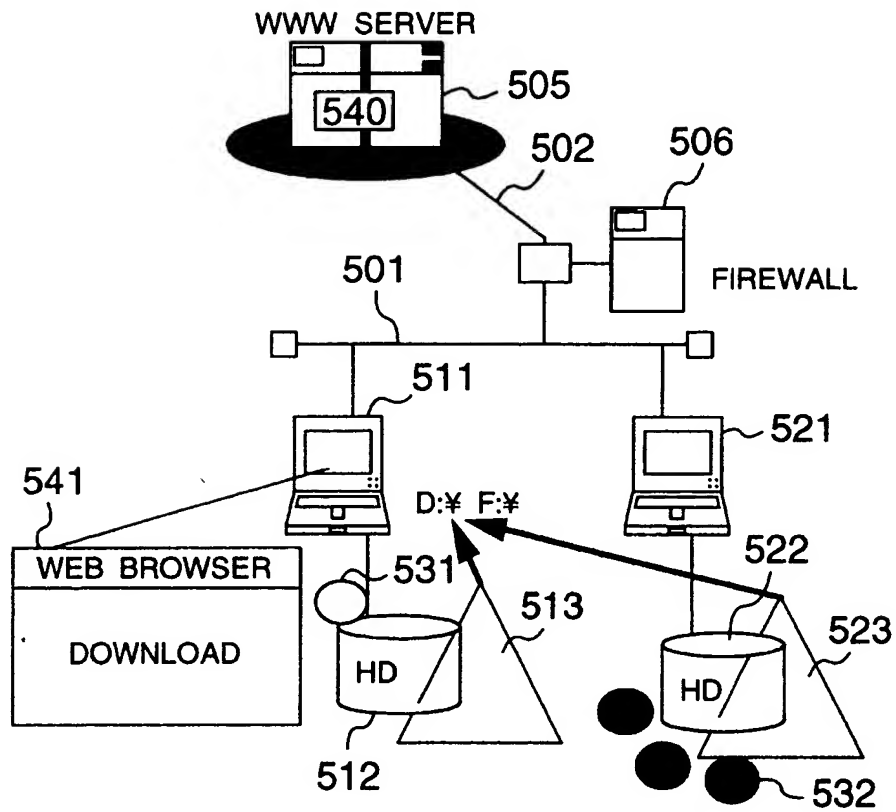 WWW SERVER
540
505
502
506
FIREWALL
501
511
521
541
D:¥ F:¥
WEB BROWSER
531
522
DOWNLOAD
HD
513
HD
523
512
532